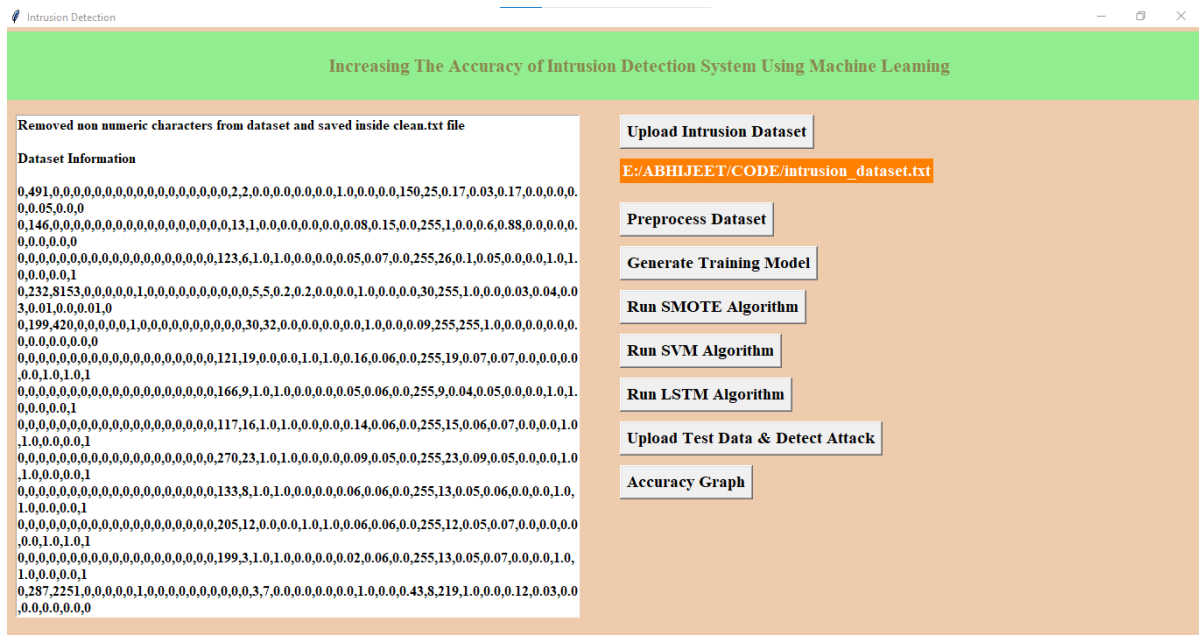 Intrusion Detection
Increasing The Accuracy of Intrusion Detection System Using Machine Learning
Removed non numeric characters from dataset and saved inside clean.txt file
Dataset Information
0,491,0,0,0,0,0,0,0,0,0,0,0,0,0,0,0,0,0,2,2,0.0,0.0,0.0,0.0,1.0,0.0,0.0,150,25,0.17,0.03,0.17,0.0,0.0,0.
0,0.05,0.0,0
0,146,0,0,0,0,0,0,0,0,0,0,0,0,0,0,0,0,0,13,1,0.0,0.0,0.0,0.0,0.08,0.15,0.0,255,1,0.0,0.6,0.88,0.0,0.0,0.
0,0.0,0.0,0
0,0,0,0,0,0,0,0,0,0,0,0,0,0,0,0,0,0,0,123,6,1.0,1.0,0.0,0.0,0.05,0.07,0.0,255,26,0.1,0.05,0.0,0.0,1.0,1.
0,0.0,0.0,1
0,232,8153,0,0,0,0,0,1,0,0,0,0,0,0,0,0,0,0,5,5,0.2,0.2,0.0,0.0,1.0,0.0,0.0,30,255,1.0,0.0,0.03,0.04,0.0
3,0.01,0.0,0.01,0
0,199,420,0,0,0,0,0,1,0,0,0,0,0,0,0,0,0,0,30,32,0.0,0.0,0.0,0.0,1.0,0.0,0.09,255,255,1.0,0.0,0.0,0.0,0.
0,0.0,0.0,0.0,0
0,0,0,0,0,0,0,0,0,0,0,0,0,0,0,0,0,0,0,121,19,0.0,0.0,1.0,1.0,0.16,0.06,0.0,255,19,0.07,0.07,0.0,0.0,0.0
,0.0,1.0,1.0,1
0,0,0,0,0,0,0,0,0,0,0,0,0,0,0,0,0,0,0,166,9,1.0,1.0,0.0,0.0,0.05,0.06,0.0,255,9,0.04,0.05,0.0,0.0,1.0,1.
0,0.0,0.0,1
0,0,0,0,0,0,0,0,0,0,0,0,0,0,0,0,0,0,0,117,16,1.0,1.0,0.0,0.0,0.14,0.06,0.0,255,15,0.06,0.07,0.0,0.0,1.0
,1.0,0.0,0.0,1
0,0,0,0,0,0,0,0,0,0,0,0,0,0,0,0,0,0,0,270,23,1.0,1.0,0.0,0.0,0.09,0.05,0.0,255,23,0.09,0.05,0.0,0.0,1.0
,1.0,0.0,0.0,1
0,0,0,0,0,0,0,0,0,0,0,0,0,0,0,0,0,0,0,133,8,1.0,1.0,0.0,0.0,0.06,0.06,0.0,255,13,0.05,0.06,0.0,0.0,1.0,
1.0,0.0,0.0,1
0,0,0,0,0,0,0,0,0,0,0,0,0,0,0,0,0,0,0,205,12,0.0,0.0,1.0,1.0,0.06,0.06,0.0,255,12,0.05,0.07,0.0,0.0,0.0
,0.0,1.0,1.0,1
0,0,0,0,0,0,0,0,0,0,0,0,0,0,0,0,0,0,0,199,3,1.0,1.0,0.0,0.0,0.02,0.06,0.0,255,13,0.05,0.07,0.0,0.0,1.0,
1.0,0.0,0.0,1
0,287,2251,0,0,0,0,0,1,0,0,0,0,0,0,0,0,0,0,3,7,0.0,0.0,0.0,0.0,1.0,0.0,0.43,8,219,1.0,0.0,0.12,0.03,0.0
,0.0,0.0,0.0,0
Upload Intrusion Dataset
E:/ABHIJEET/CODE/intrusion_dataset.txt
Preprocess Dataset
Generate Training Model
Run SMOTE Algorithm
Run SVM Algorithm
Run LSTM Algorithm
Upload Test Data & Detect Attack
Accuracy Graph